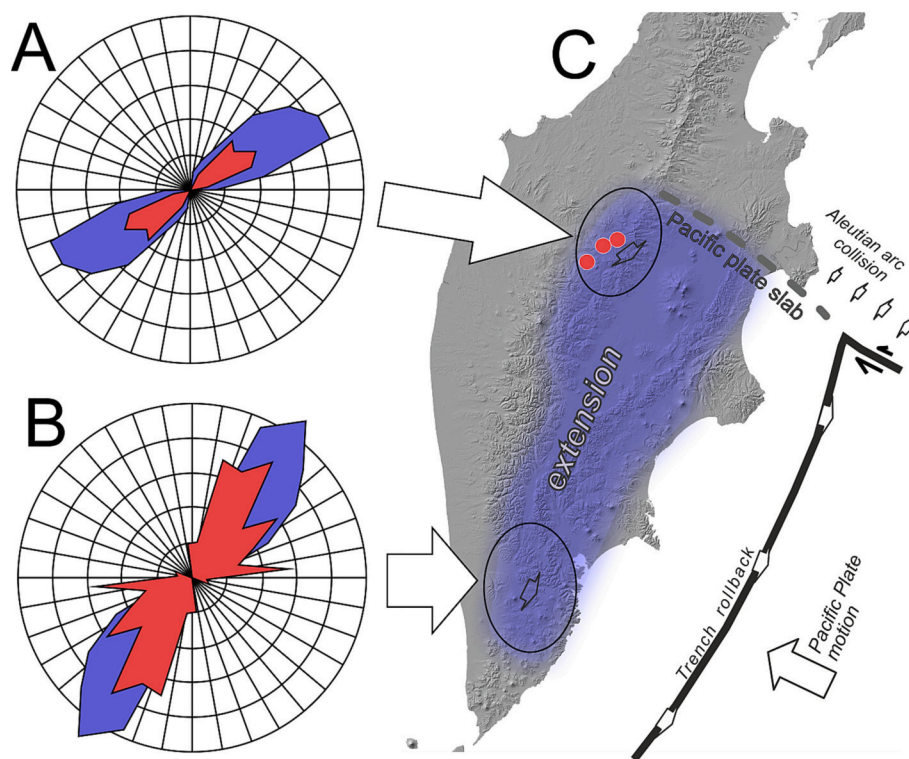 A
B
C
Aleutian arc
collision
Pacific plate slab
extension
Trench rollback
Pacific Plate
motion